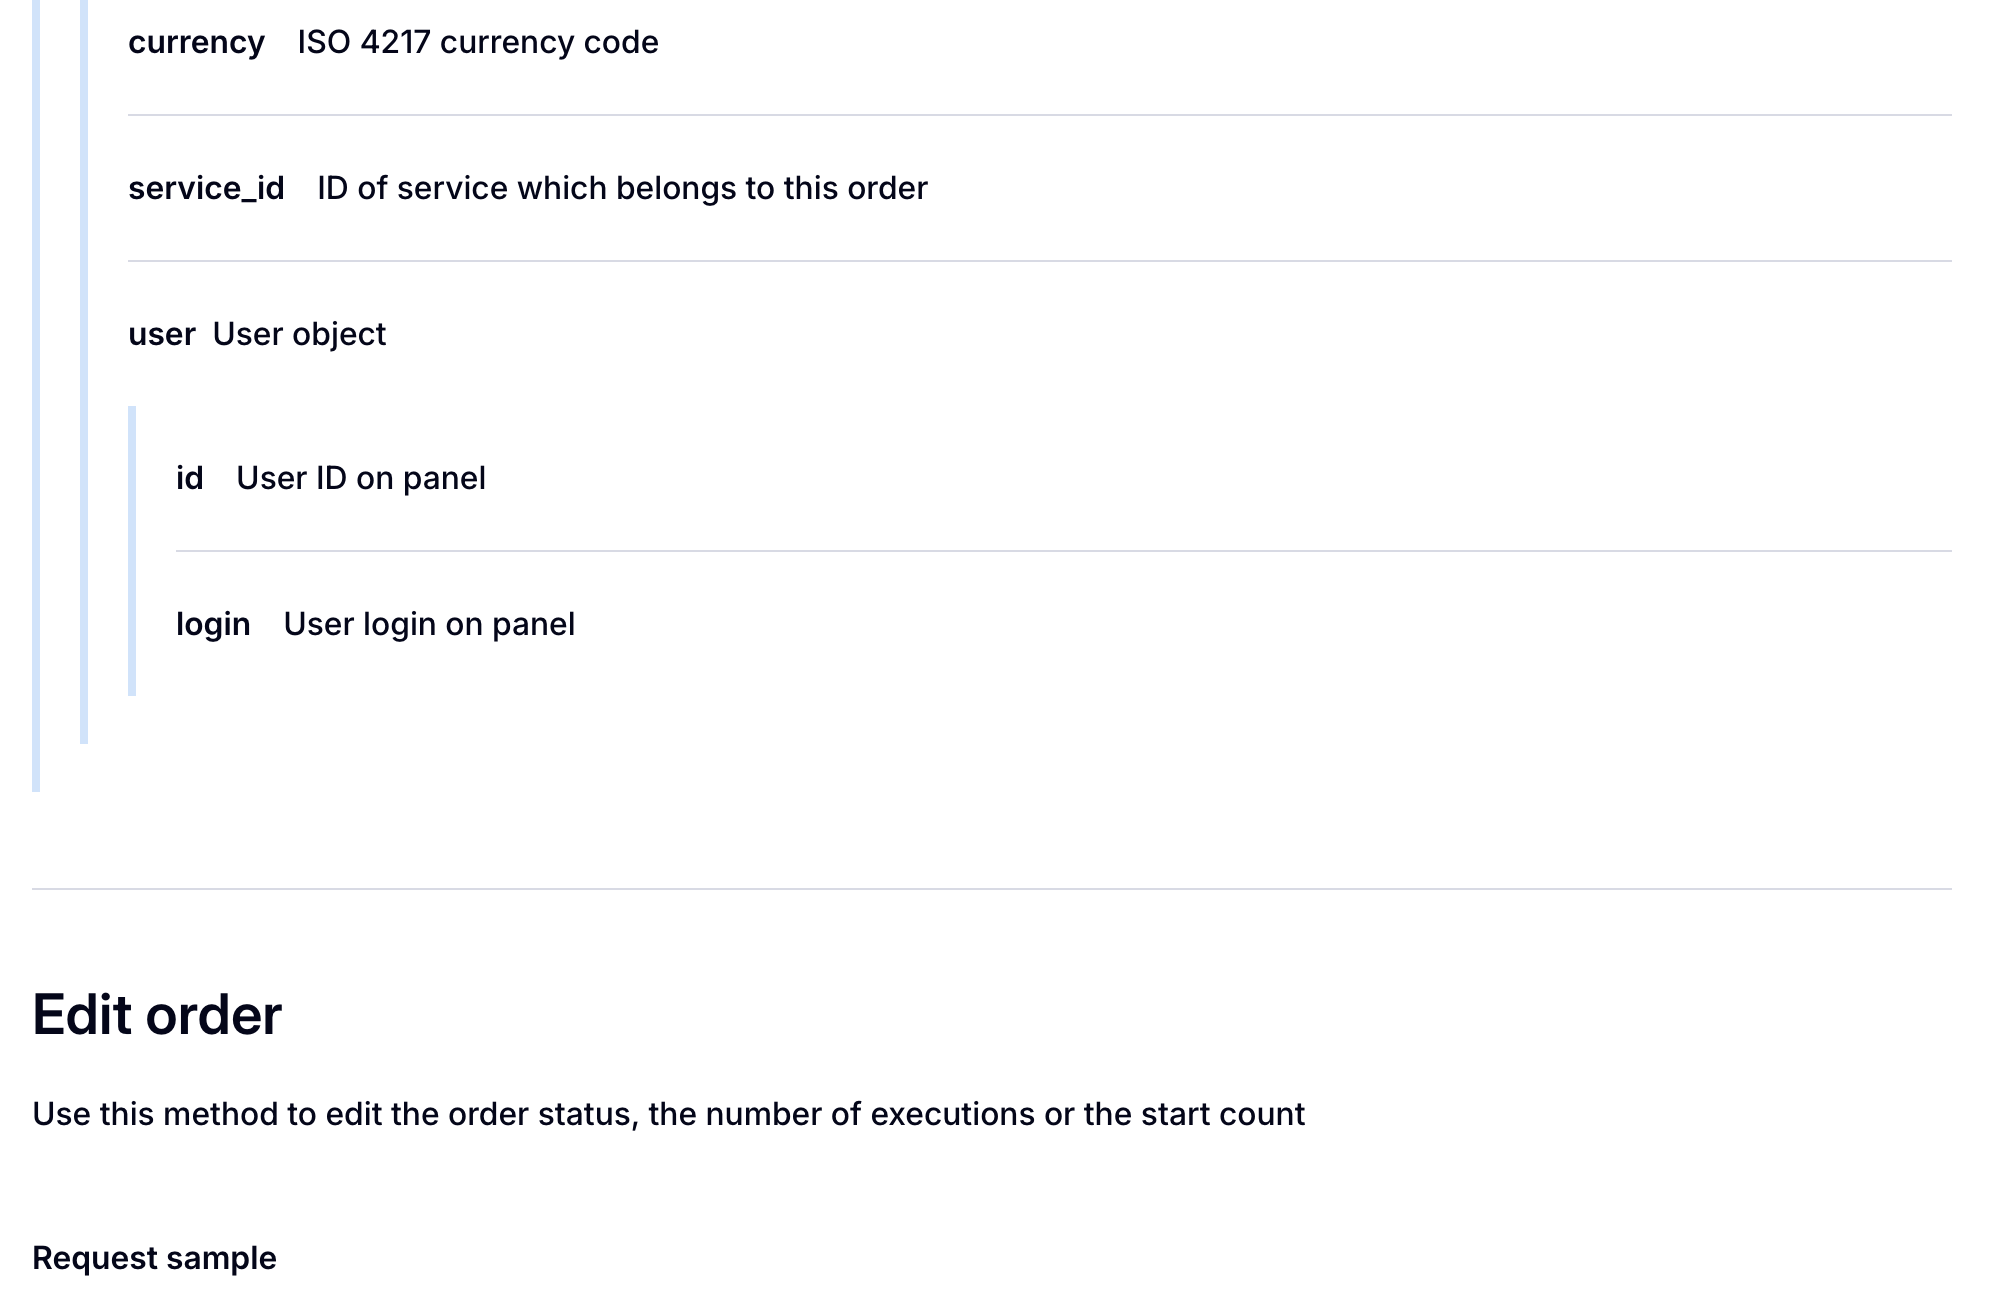 currency ISO 4217 currency code
service_id ID of service which belongs to this order
user User object
id User ID on panel
login User login on panel
Edit order
Use this method to edit the order status, the number of executions or the start count
Request sample